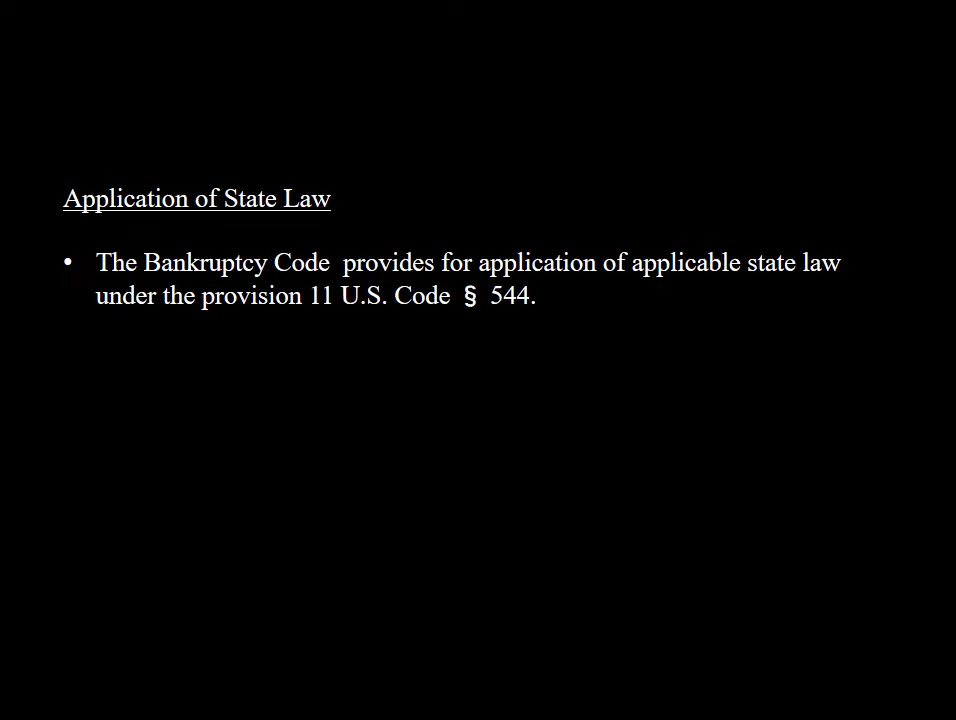 Application of State Law
• The Bankruptcy Code  provides for application of applicable state law
under the provision 11 U.S. Code  §  544.